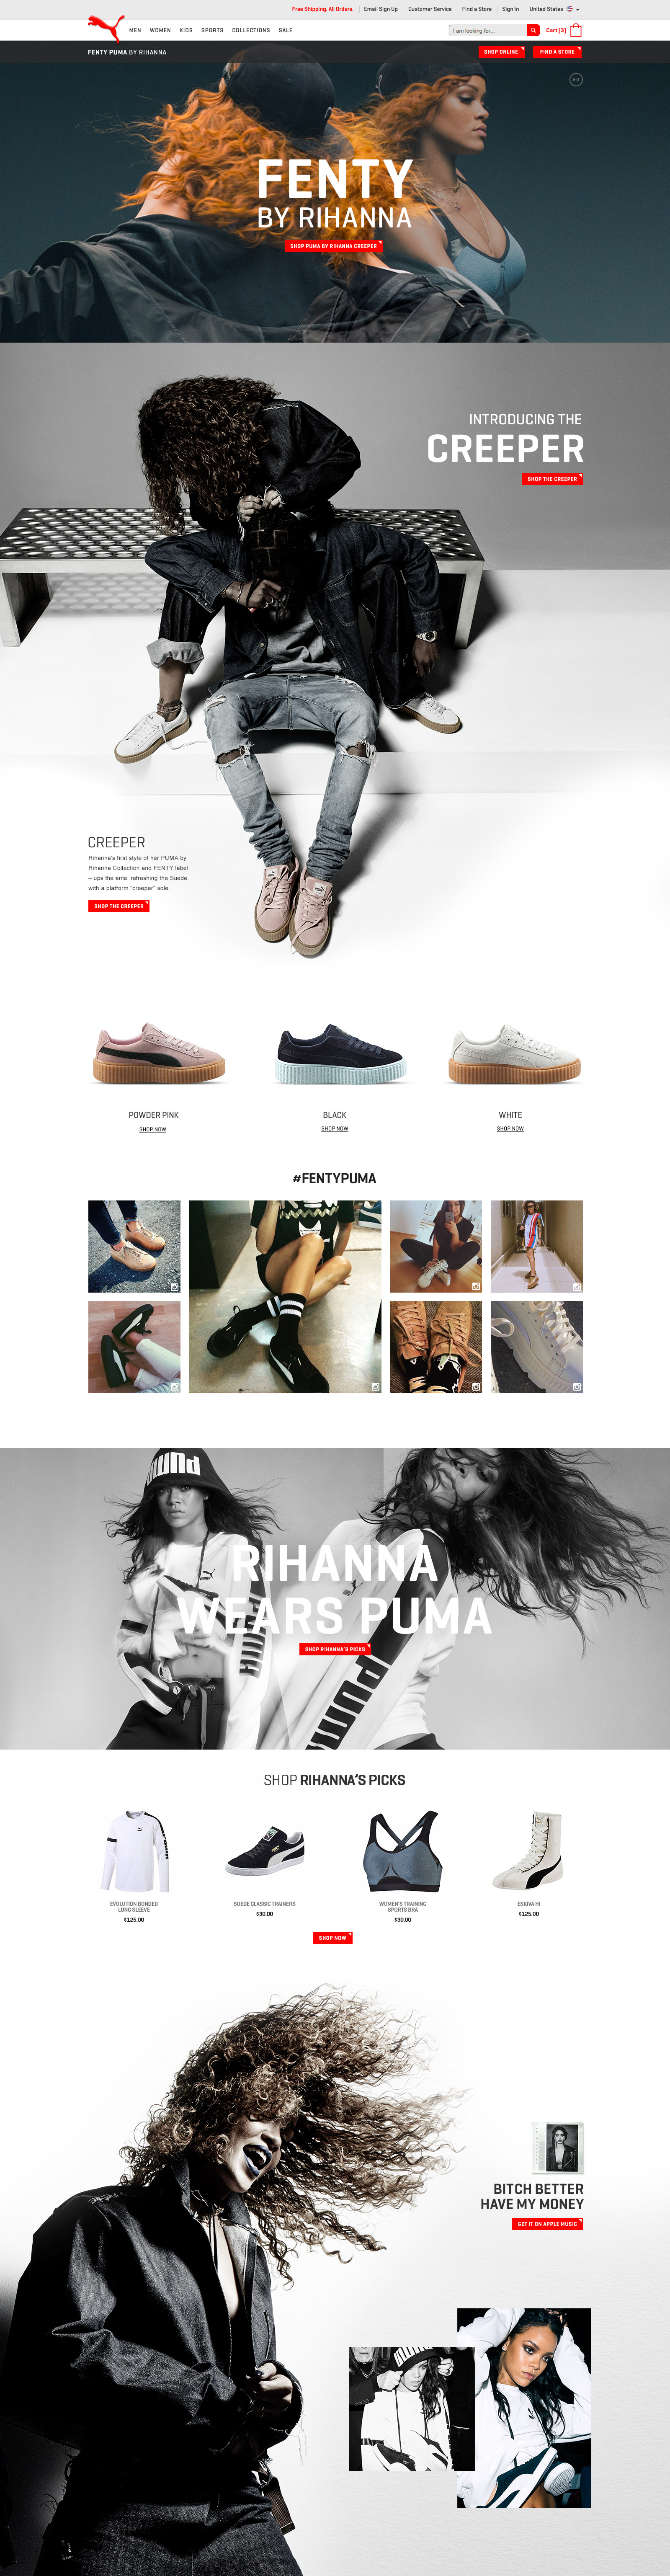 Free Shipping. All Orders.
Email Sign Up
Customer Service
Find a Store
Sign In
United States
MEN
WOMEN
KIDS
SPORTS
COLLECTIONS
SALE
I am looking for...
Cart (3)
FENTY PUMA BY RIHANNA
SHOP ONLINE
FIND A STORE
FENTY
BY RIHANNA
SHOP PUMA BY RIHANNA CREEPER
INTRODUCING THE
CREEPER
SHOP THE CREEPER
CREEPER
Rihanna's first style of her PUMA by
Rihanna Collection and FENTY label
– ups the ante, refreshing the Suede
with a platform "creeper" sole.
SHOP THE CREEPER
POWDER PINK
SHOP NOW
BLACK
SHOP NOW
WHITE
SHOP NOW
#FENTYPUMA
RIHANNA
WEARS PUMA
SHOP RIHANNA'S PICKS
SHOP RIHANNA'S PICKS
EVOLUTION BONDED
LONG SLEEVE
$125.00
SUEDE CLASSIC TRAINERS
$30.00
WOMEN'S TRAINING
SPORTS BRA
$30.00
ESKIVA HI
$125.00
SHOP NOW
BITCH BETTER
HAVE MY MONEY
GET IT ON APPLE MUSIC